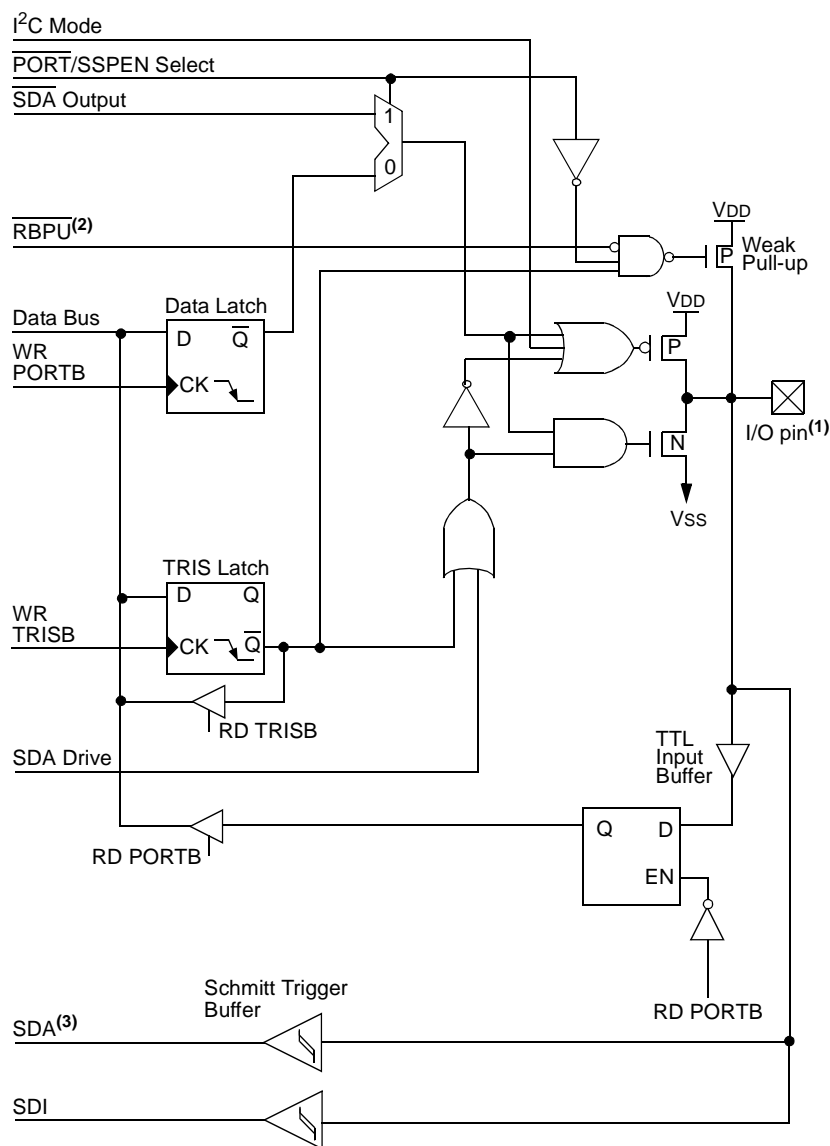 I²C Mode
PORT/SSPEN Select
SDA Output
1
0
RBPU(2)
VDD
Weak
Pull-up
P
Data Latch
Data Bus
D
Q
WR
PORTB
CK
VDD
P
I/O pin(1)
N
VSS
TRIS Latch
D
Q
WR
TRISB
CK
Q
RD TRISB
SDA Drive
TTL
Input
Buffer
Q
D
EN
RD PORTB
RD PORTB
Schmitt Trigger
Buffer
SDA(3)
SDI